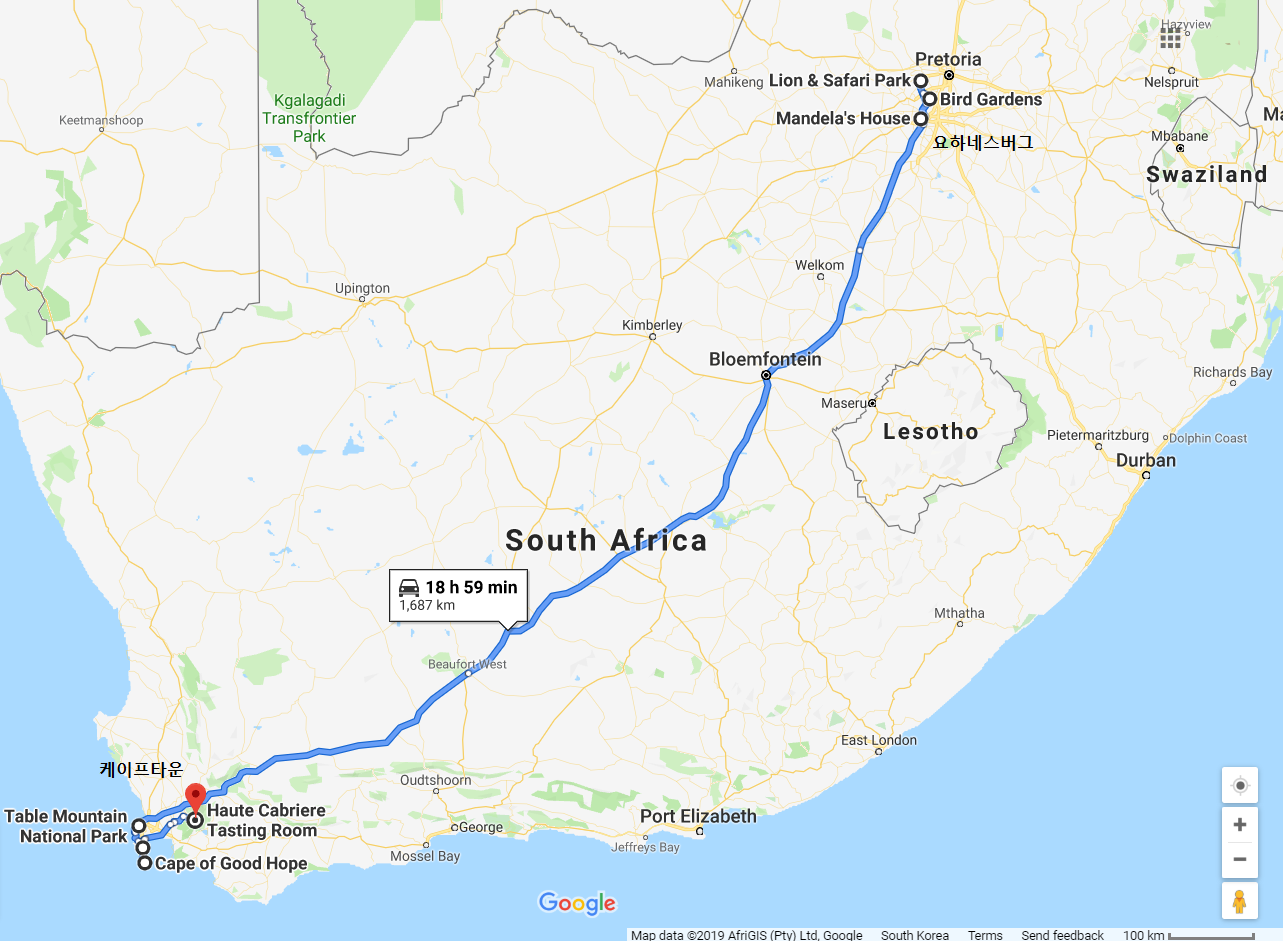 Hazyview
Pretoria
Mahikeng
Lion & Safari Park
Nelspruit
Kgalagadi
Transfrontier
Park
Bird Gardens
Keetmanshoop
Mandela's House
Ma
요하네스버그
Mbabane
Swaziland
Welkom
Upington
Kimberley
Bloemfontein
Richards Bay
Maseru
Lesotho
Pietermaritzburg
Dolphin Coast
Durban
South Africa
18 h 59 min
1,687 km
Mthatha
Beaufort West
East London
케이프타운
Oudtshoorn
Table Mountain
National Park
Haute Cabriere
Tasting Room
George
Port Elizabeth
Jeffreys Bay
Mossel Bay
Cape of Good Hope
Google
Map data ©2019 AfriGIS (Pty) Ltd, Google South Korea Terms Send feedback 100 km